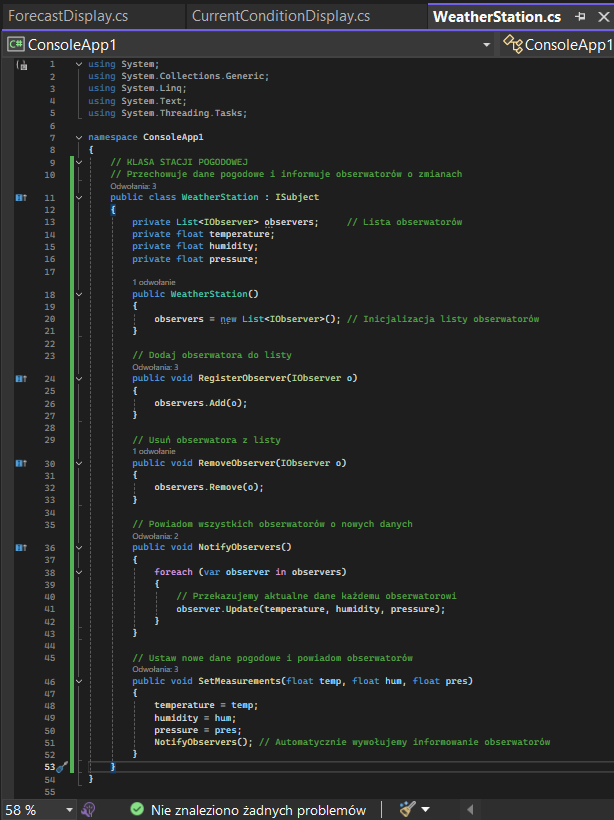 ForecastDisplay.cs CurrentConditionDisplay.cs WeatherStation.cs
C# ConsoleApp1 ConsoleApp1
1 using System;
2 using System.Collections.Generic;
3 using System.Linq;
4 using System.Text;
5 using System.Threading.Tasks;
6
7 namespace ConsoleApp1
8 {
9 // KLASA STACJI POGODOWEJ
10 // Przechowuje dane pogodowe i informuje obserwatorów o zmianach
Odwołania: 3
11 public class WeatherStation : ISubject
12 {
13 private List<IObserver> observers; // Lista obserwatorów
14 private float temperature;
15 private float humidity;
16 private float pressure;
17
1 odwołanie
18 public WeatherStation()
19 {
20 observers = new List<IObserver>(); // Inicjalizacja listy obserwatorów
21 }
22
23 // Dodaj obserwatora do listy
Odwołania: 3
24 public void RegisterObserver(IObserver o)
25 {
26 observers.Add(o);
27 }
28
29 // Usuń obserwatora z listy
1 odwołanie
30 public void RemoveObserver(IObserver o)
31 {
32 observers.Remove(o);
33 }
34
35 // Powiadom wszystkich obserwatorów o nowych danych
Odwołania: 2
36 public void NotifyObservers()
37 {
38 foreach (var observer in observers)
39 {
40 // Przekazujemy aktualne dane każdemu obserwatorowi
41 observer.Update(temperature, humidity, pressure);
42 }
43 }
44
45 // Ustaw nowe dane pogodowe i powiadom obserwatorów
Odwołania: 3
46 public void SetMeasurements(float temp, float hum, float pres)
47 {
48 temperature = temp;
49 humidity = hum;
50 pressure = pres;
51 NotifyObservers(); // Automatycznie wywołujemy informowanie obserwatorów
52 }
53 }
54 }
55
58 % Nie znaleziono żadnych problemów